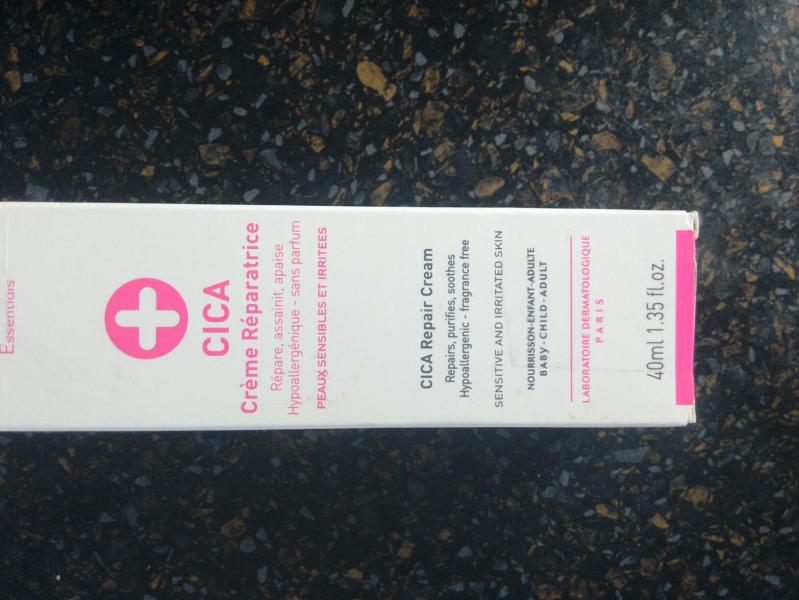 Essentials
CICA
Crème Réparatrice
Répare, assainit, apaise
Hypoallergénique - sans parfum
PEAUX SENSIBLES ET IRRITEES
CICA Repair Cream
Repairs, purifies, soothes
Hypoallergenic - fragrance free
SENSITIVE AND IRRITATED SKIN
NOURRISSON-ENFANT-ADULTE
BABY - CHILD - ADULT
LABORATOIRE DERMATOLOGIQUE
PARIS
40ml 1.35 fl.oz.